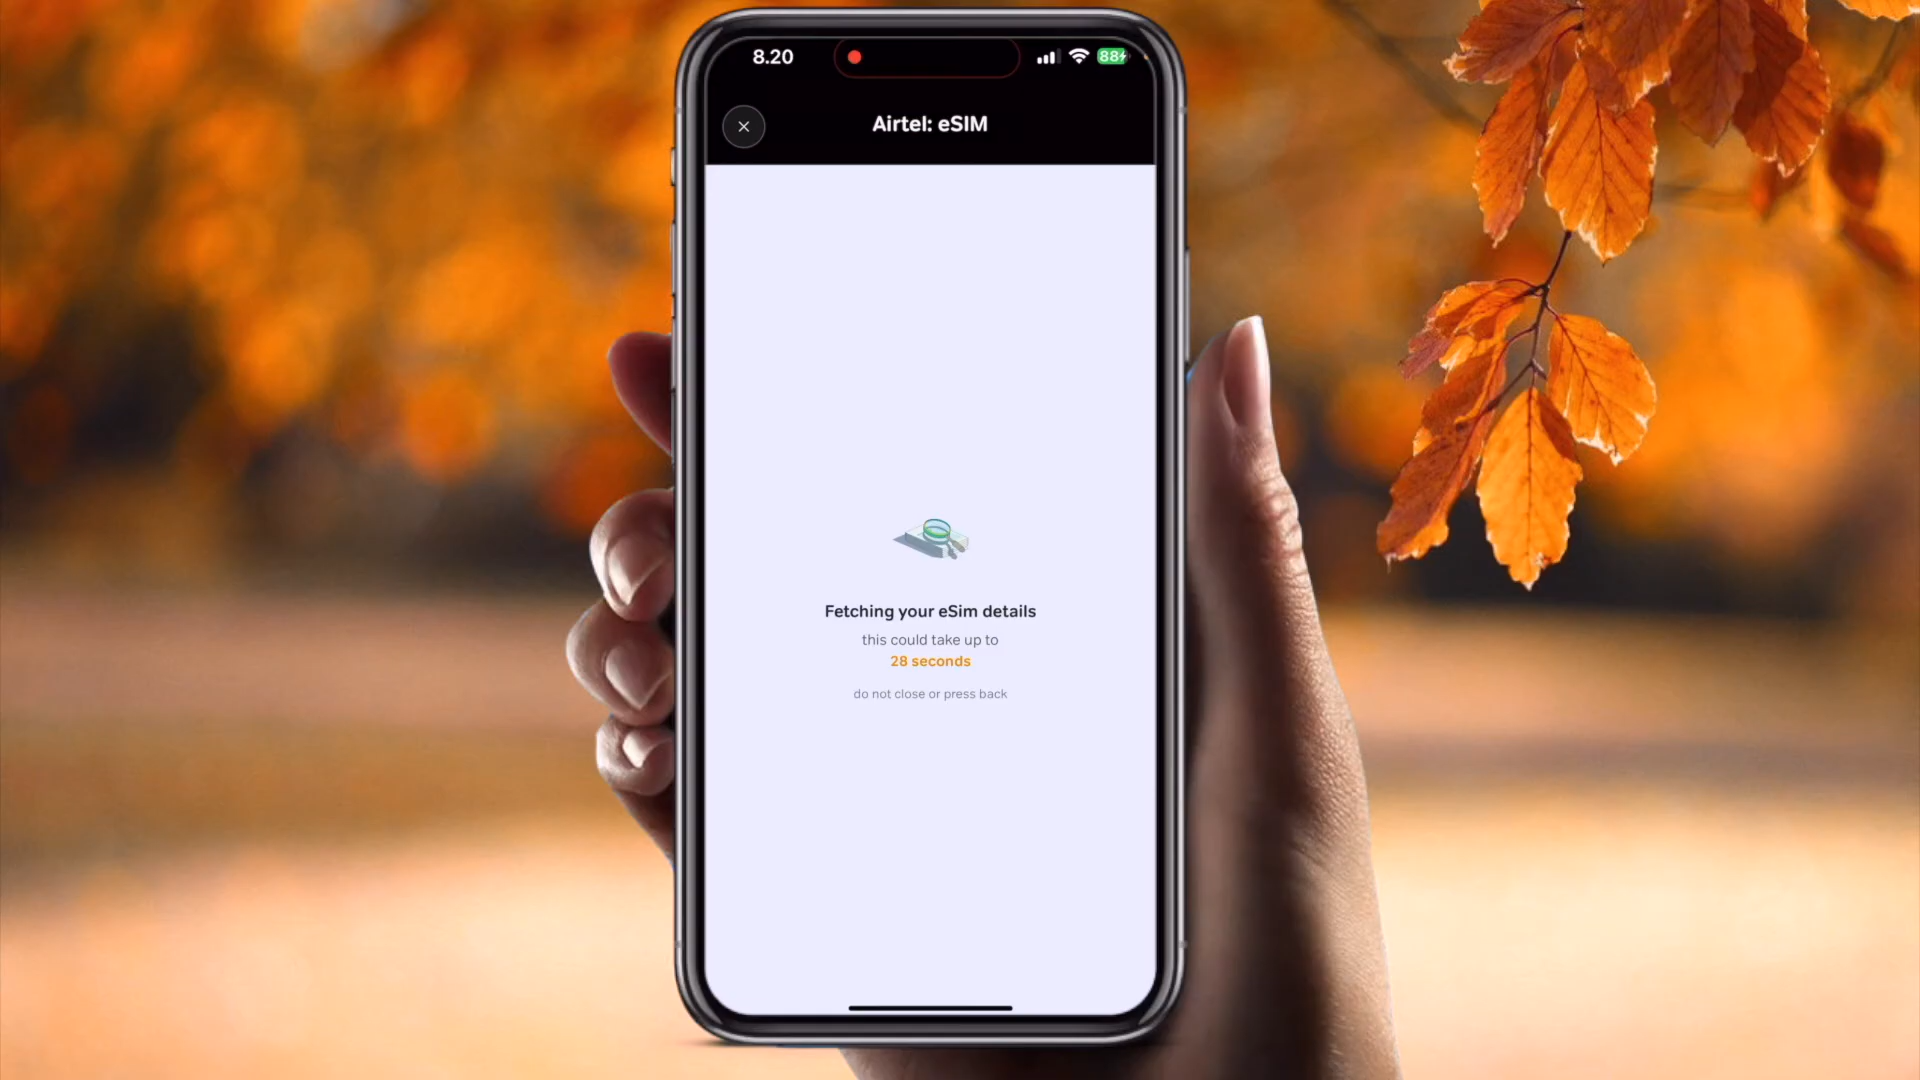 8.20
88
Airtel: eSIM
Fetching your eSim details
this could take up to
28 seconds
do not close or press back